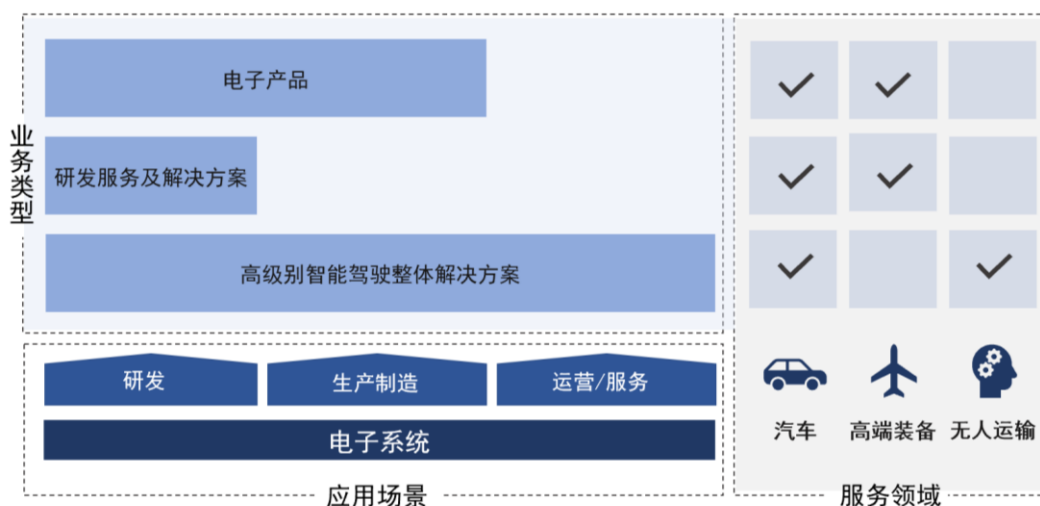 业务类型
电子产品
研发服务及解决方案
高级别智能驾驶整体解决方案
研发
生产制造
运营/服务
电子系统
应用场景
汽车
高端装备
无人运输
服务领域